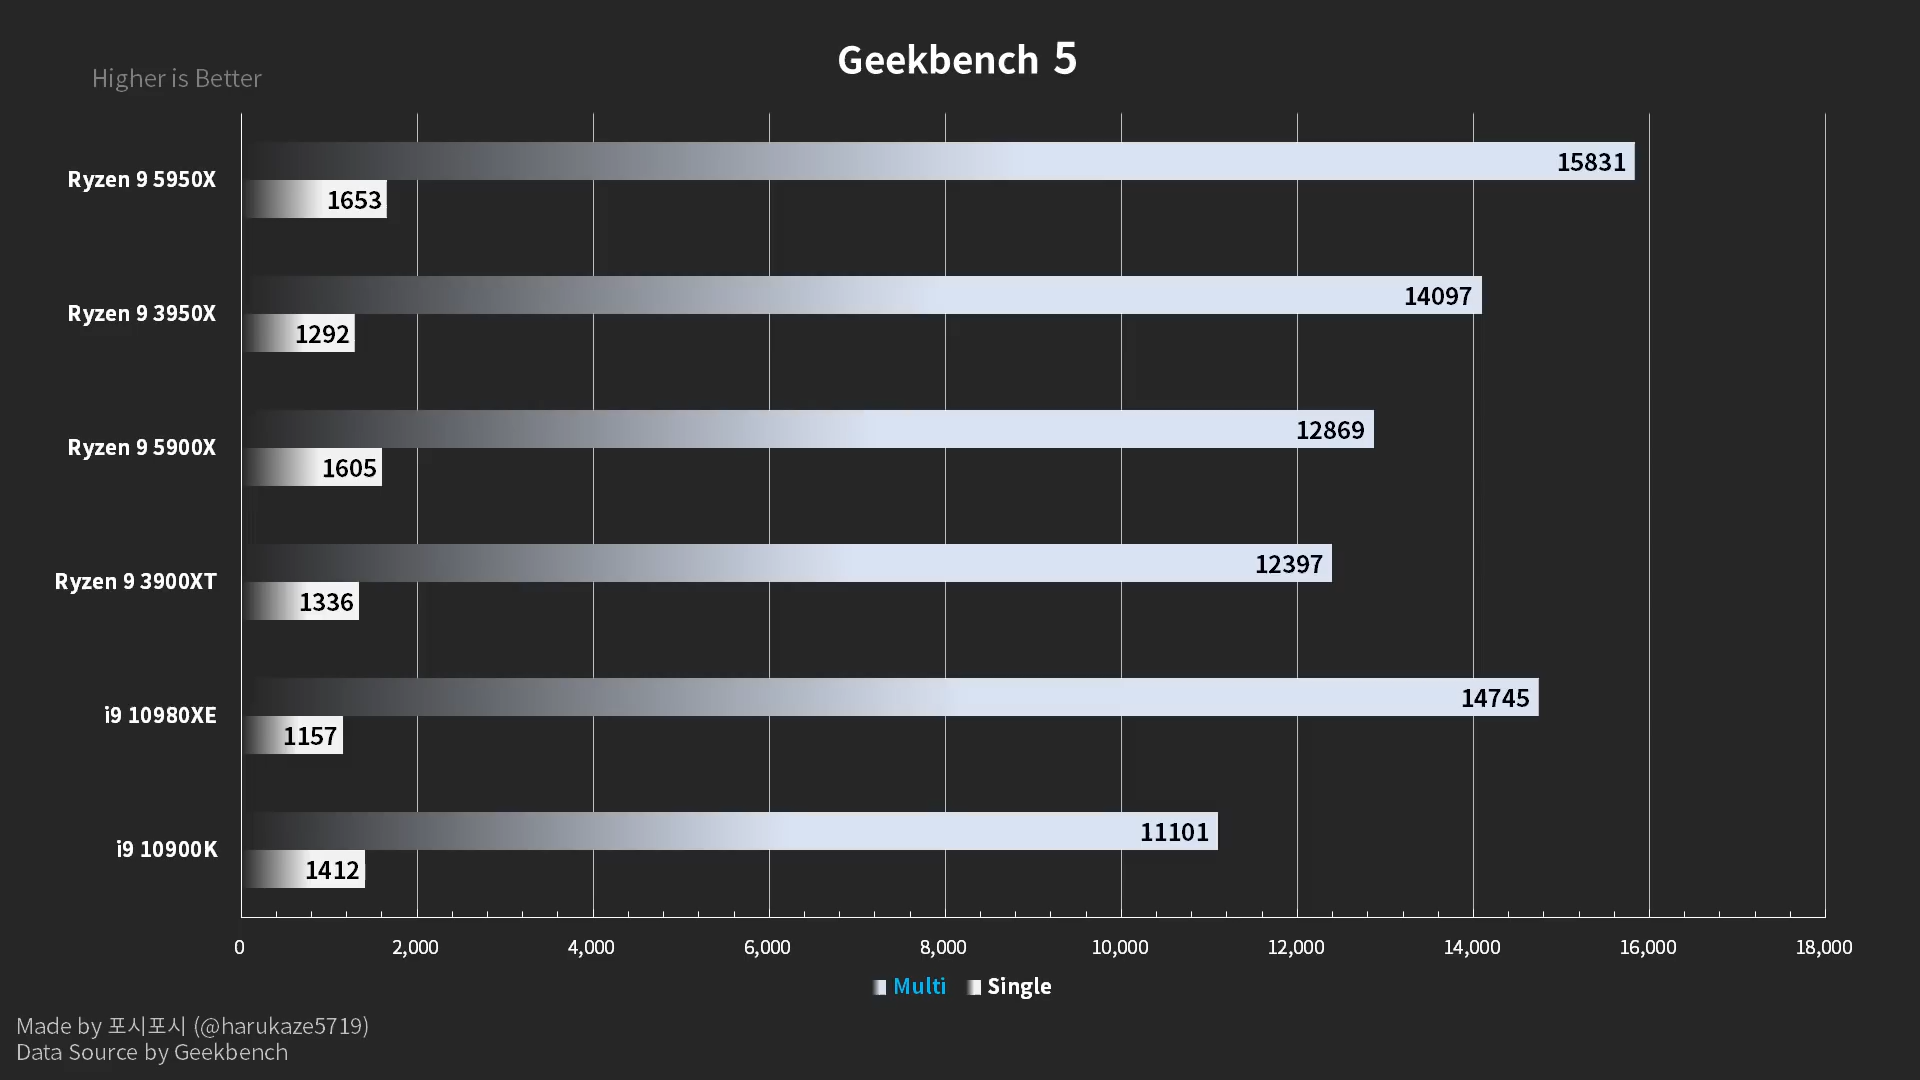 Geekbench 5
Higher is Better
Ryzen 9 5950X
15831
1653
Ryzen 9 3950X
14097
1292
Ryzen 9 5900X
12869
1605
Ryzen 9 3900XT
12397
1336
i9 10980XE
14745
1157
i9 10900K
11101
1412
0 2,000 4,000 6,000 8,000 10,000 12,000 14,000 16,000 18,000
Multi Single
Made by 포시포시 (@harukaze5719)
Data Source by Geekbench